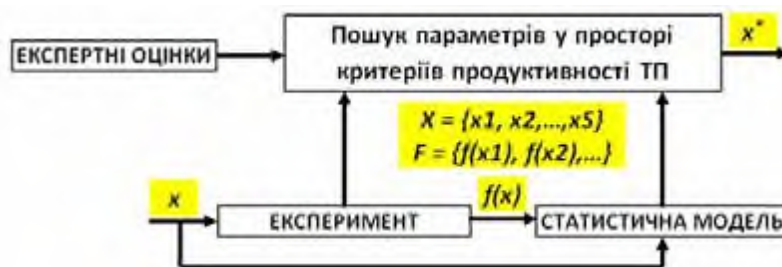 Пошук параметрів у просторі
критеріїв продуктивності ТП
x*
ЕКСПЕРТНІ ОЦІНКИ
X = {x1, x2,...,x5}
F = {f(x1), f(x2),...}
x
f(x)
ЕКСПЕРИМЕНТ
СТАТИСТИЧНА МОДЕЛЬ